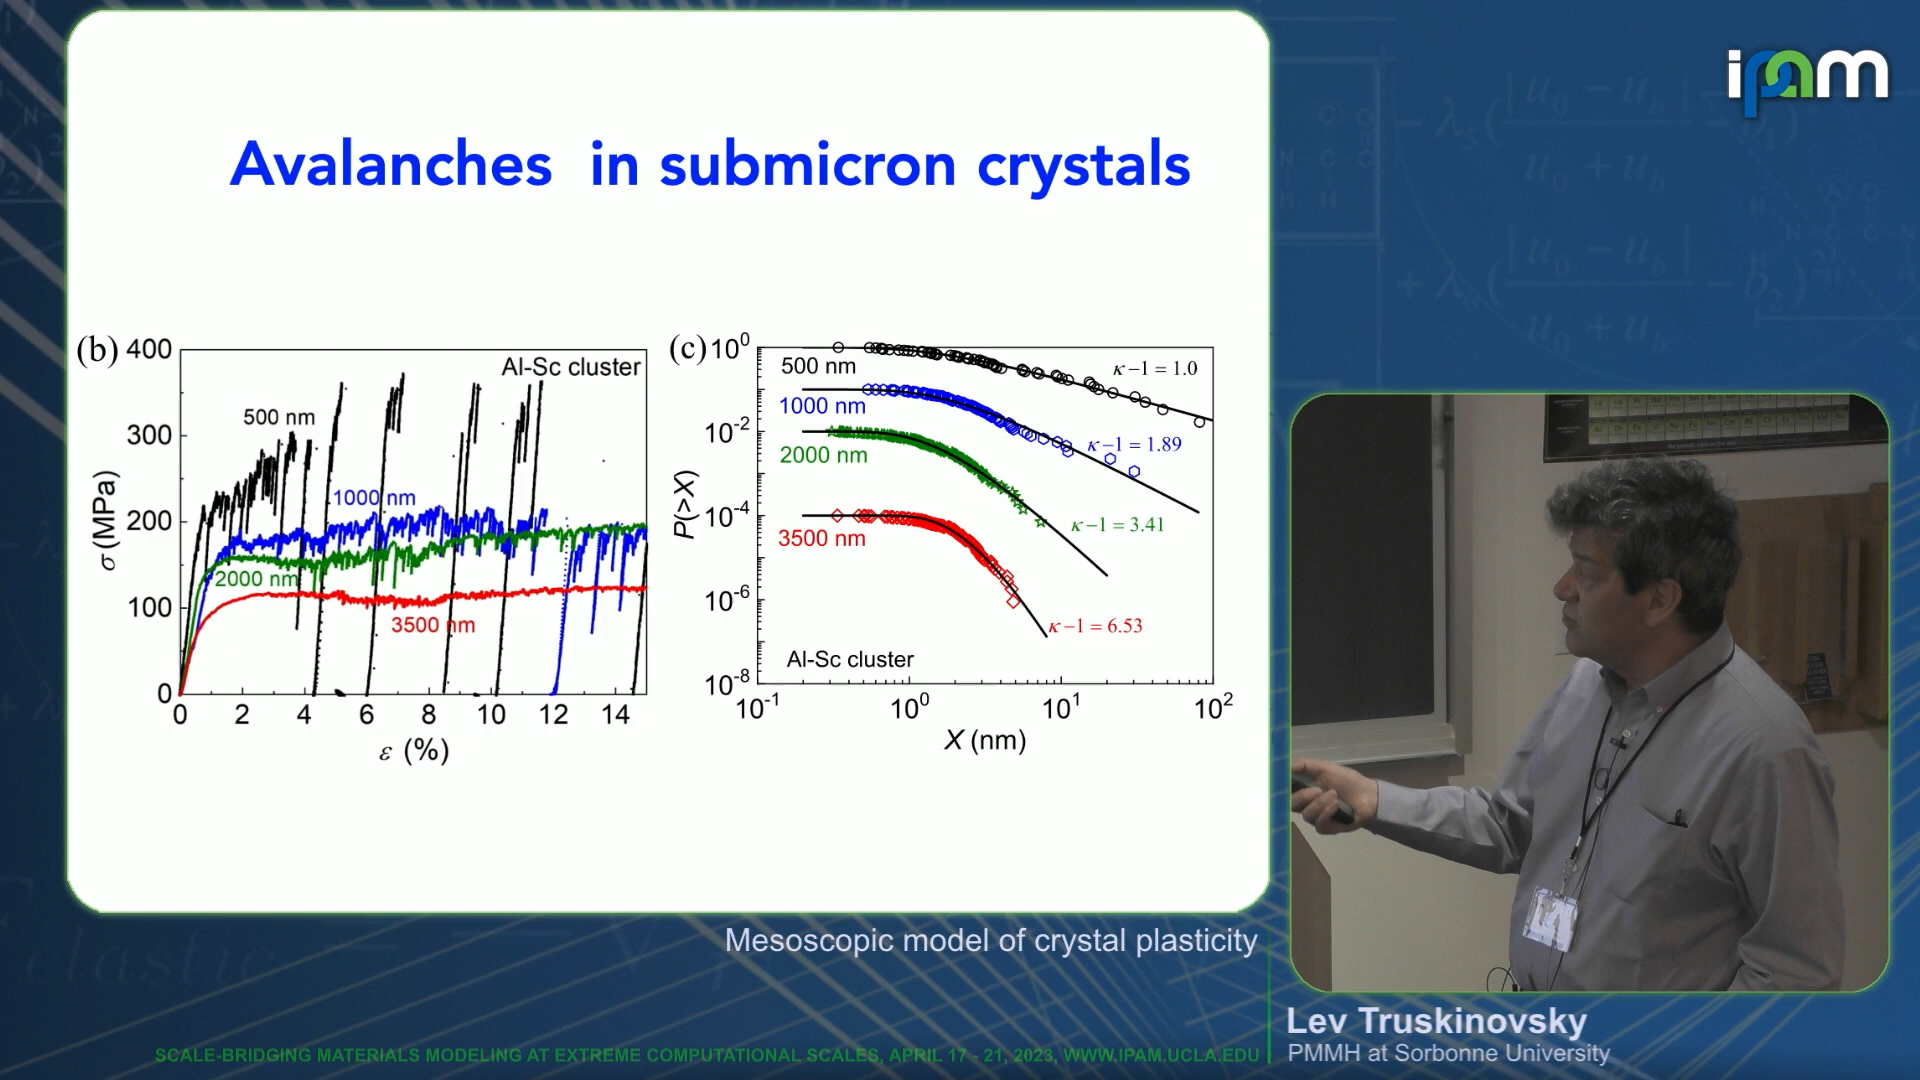 ipam
Avalanches in submicron crystals
(b)
400
300
200
100
0
σ (MPa)
Al-Sc cluster
500 nm
1000 nm
2000 nm
3500 nm
0 2 4 6 8 10 12 14
ε (%)
(c)
10^0
10^-2
10^-4
10^-6
10^-8
P(>X)
500 nm
κ−1 = 1.0
1000 nm
κ−1 = 1.89
2000 nm
κ−1 = 3.41
3500 nm
κ−1 = 6.53
Al-Sc cluster
10^-1 10^0 10^1 10^2
X (nm)
Mesoscopic model of crystal plasticity
Lev Truskinovsky
PMMH at Sorbonne University
SCALE-BRIDGING MATERIALS MODELING AT EXTREME COMPUTATIONAL SCALES, APRIL 17 - 21, 2023, WWW.IPAM.UCLA.EDU
elastic